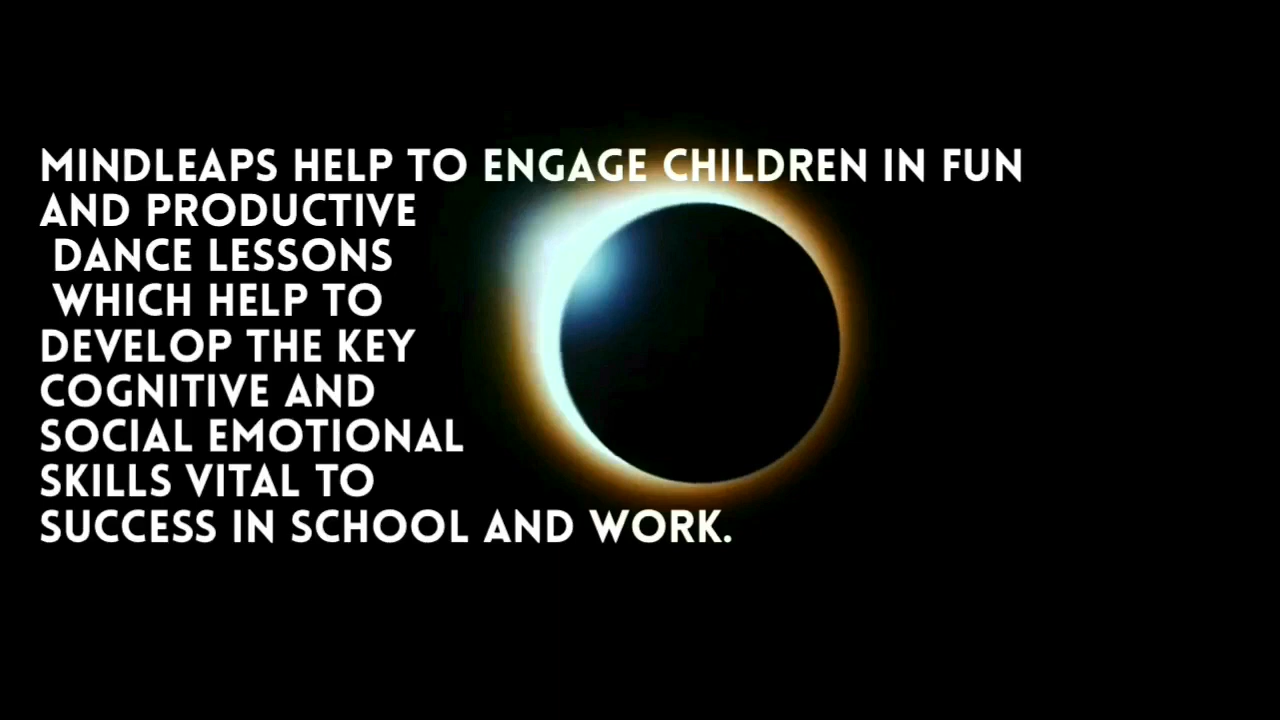 MINDLEAPS HELP TO ENGAGE CHILDREN IN FUN
AND PRODUCTIVE
DANCE LESSONS
WHICH HELP TO
DEVELOP THE KEY
COGNITIVE AND
SOCIAL EMOTIONAL
SKILLS VITAL TO
SUCCESS IN SCHOOL AND WORK.